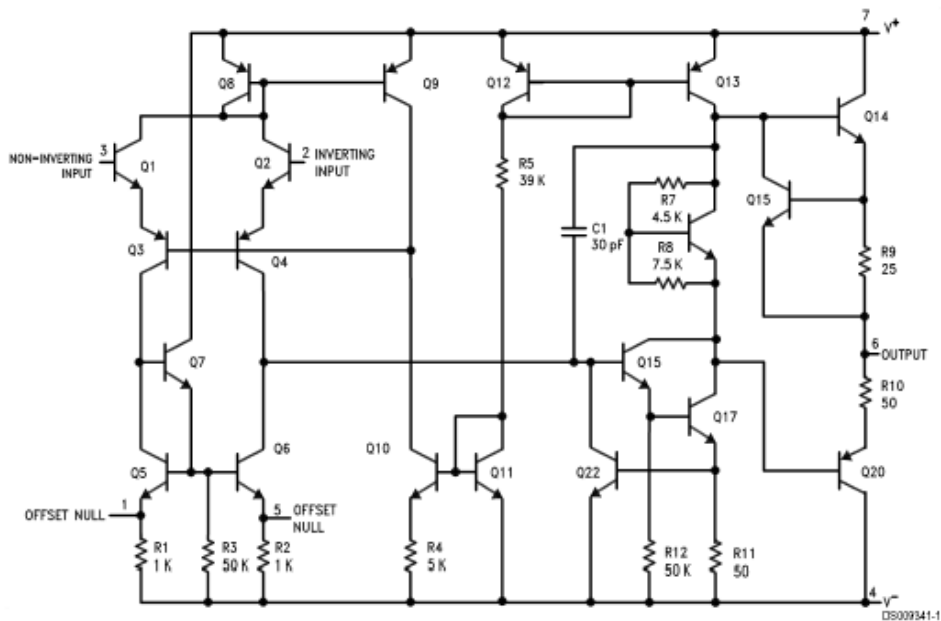 7
V+
Q8
Q9
Q12
Q13
Q14
3
NON-INVERTING
INPUT
Q1
Q2
2 INVERTING
INPUT
R5
39 K
R7
4.5 K
Q15
Q3
Q4
C1
30 pF
R8
7.5 K
R9
25
Q7
Q15
6
OUTPUT
R10
50
Q5
Q6
Q10
Q11
Q22
Q17
Q20
OFFSET NULL
1
5 OFFSET
NULL
R1
1 K
R3
50 K
R2
1 K
R4
5 K
R12
50 K
R11
50
4
V−
DS009341-1